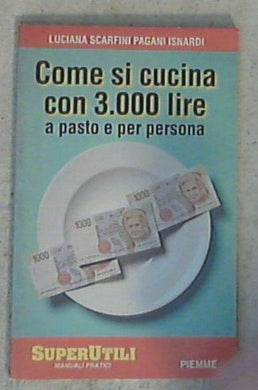 LUCIANA SCARFINI PAGANI ISNARDI
Come si cucina
con 3.000 lire
a pasto e per persona
1000
1000
1000
SUPERUTILI
MANUALI PRATICI
PIEMME